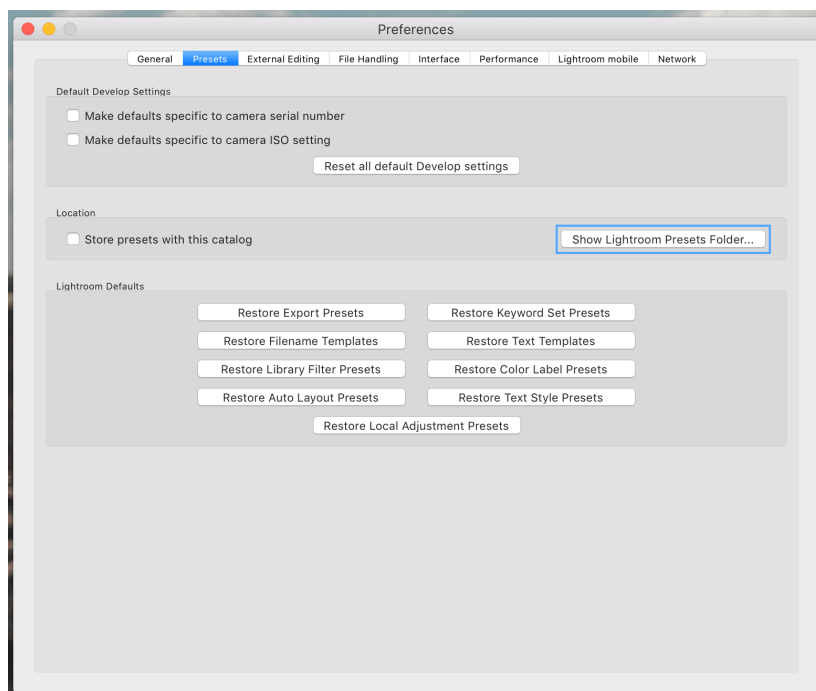 Preferences
General Presets External Editing File Handling Interface Performance Lightroom mobile Network
Default Develop Settings
Make defaults specific to camera serial number
Make defaults specific to camera ISO setting
Reset all default Develop settings
Location
Store presets with this catalog Show Lightroom Presets Folder...
Lightroom Defaults
Restore Export Presets Restore Keyword Set Presets
Restore Filename Templates Restore Text Templates
Restore Library Filter Presets Restore Color Label Presets
Restore Auto Layout Presets Restore Text Style Presets
Restore Local Adjustment Presets